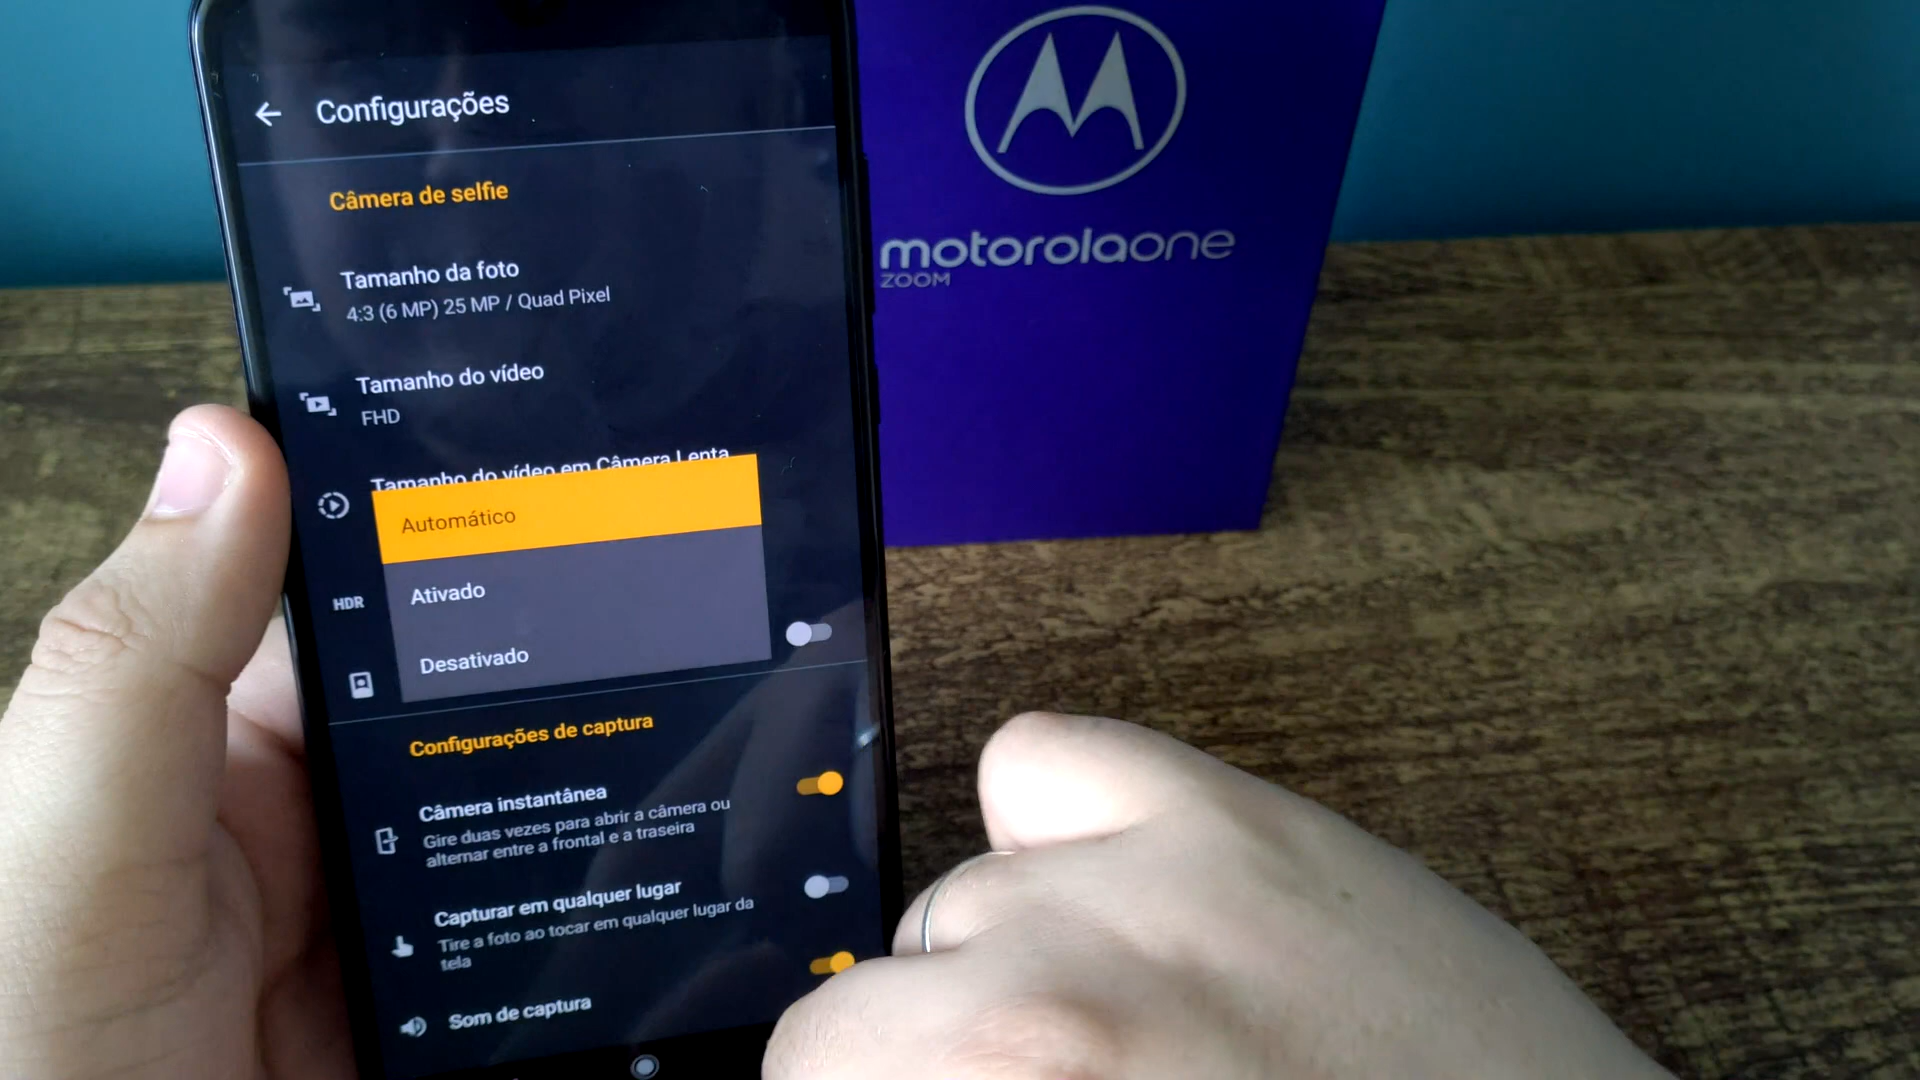 Configurações
Câmera de selfie
Tamanho da foto
4:3 (6 MP) 25 MP / Quad Pixel
Tamanho do vídeo
FHD
Tamanho do vídeo em Câmera Lenta
Automático
HDR
Ativado
Desativado
Configurações de captura
Câmera instantânea
Gire duas vezes para abrir a câmera ou
alternar entre a frontal e a traseira
Capturar em qualquer lugar
Tire a foto ao tocar em qualquer lugar da
tela
Som de captura
motorolaone
ZOOM